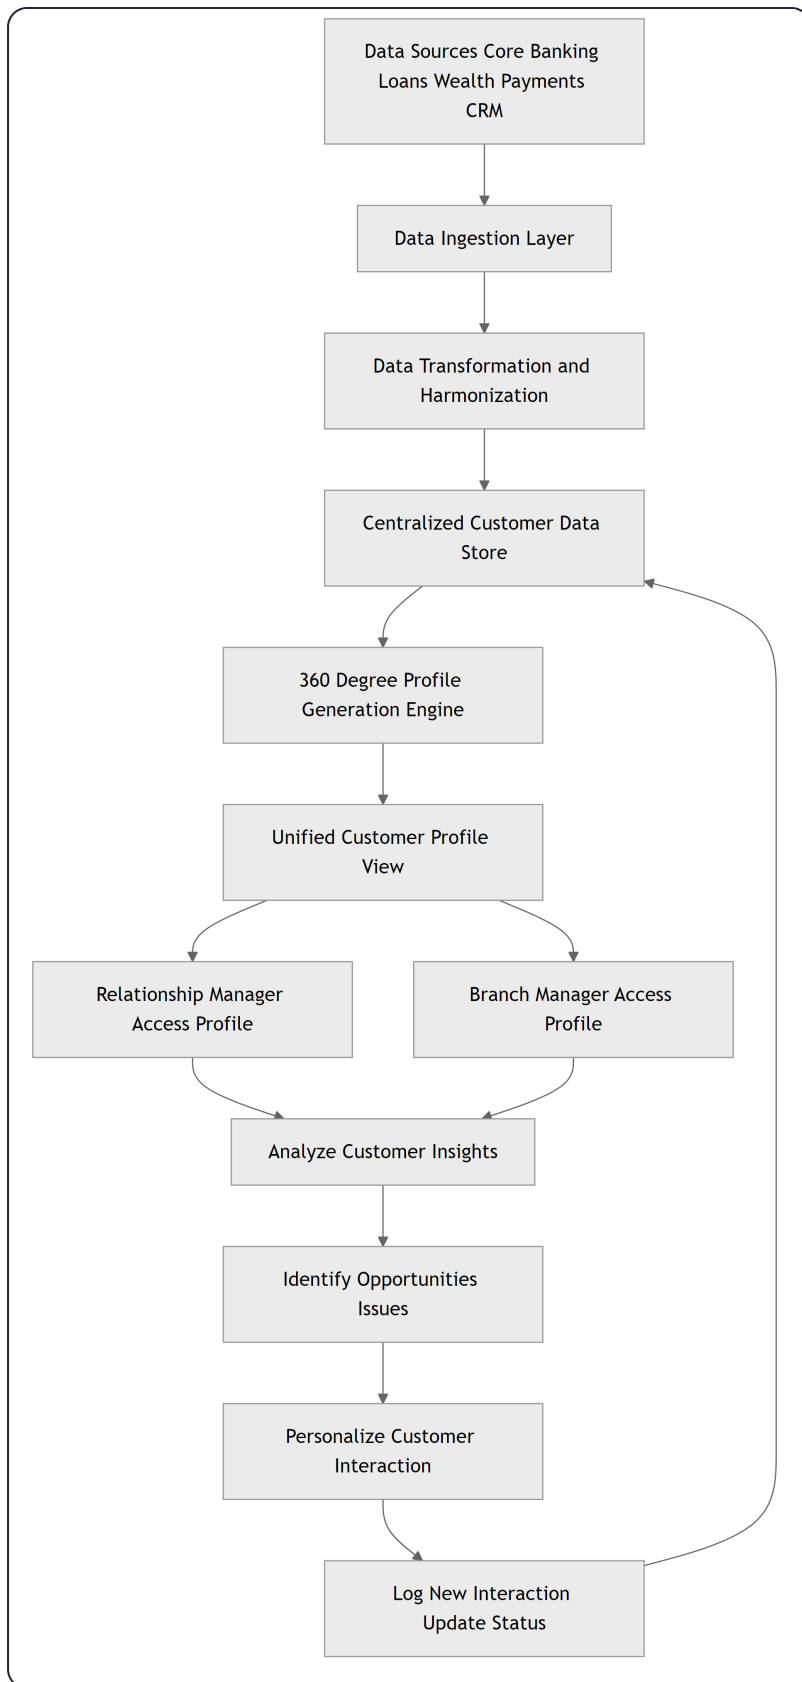 Data Sources Core Banking
Loans Wealth Payments
CRM
Data Ingestion Layer
Data Transformation and
Harmonization
Centralized Customer Data
Store
360 Degree Profile
Generation Engine
Unified Customer Profile
View
Relationship Manager
Access Profile
Branch Manager Access
Profile
Analyze Customer Insights
Identify Opportunities
Issues
Personalize Customer
Interaction
Log New Interaction
Update Status